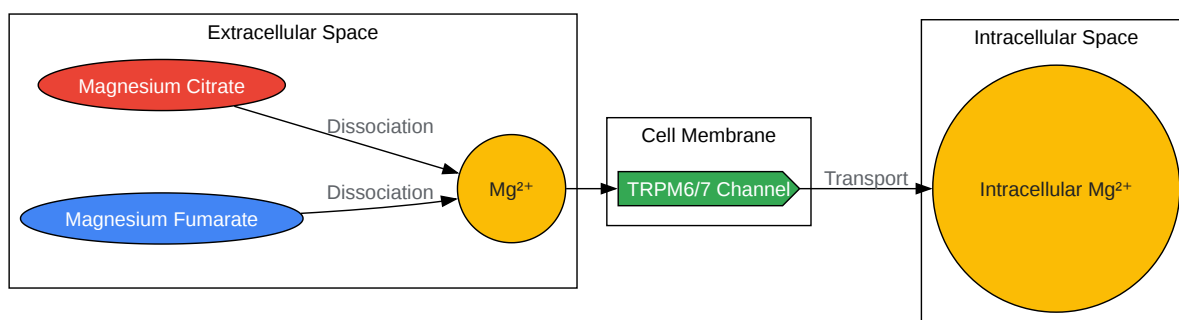 Extracellular Space
Magnesium Citrate
Dissociation
Magnesium Fumarate
Dissociation
Mg²⁺
Cell Membrane
TRPM6/7 Channel
Transport
Intracellular Space
Intracellular Mg²⁺